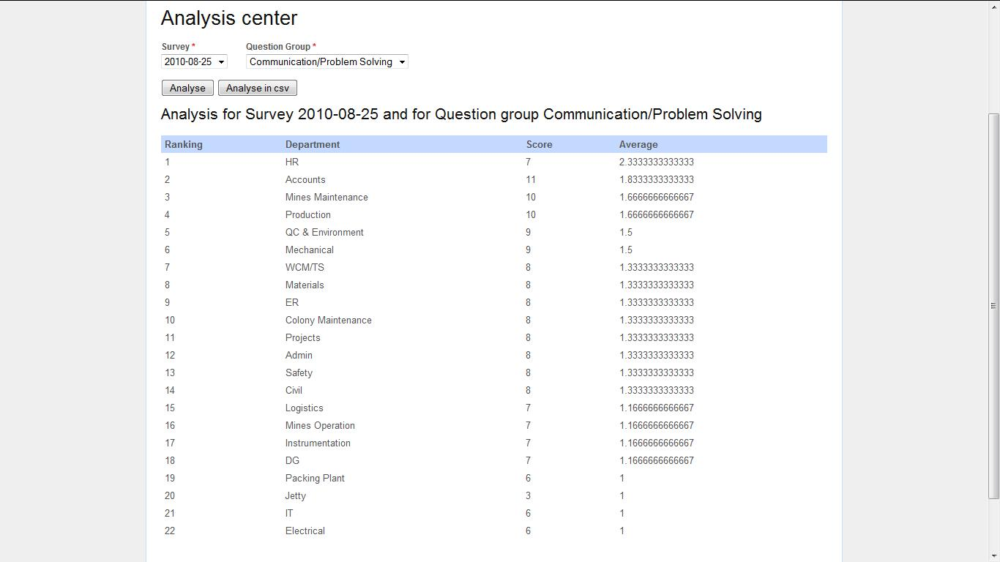 Analysis center
Survey * Question Group *
2010-08-25 Communication/Problem Solving
Analyse Analyse in csv
Analysis for Survey 2010-08-25 and for Question group Communication/Problem Solving
Ranking Department Score Average
1 HR 7 2.3333333333333
2 Accounts 11 1.8333333333333
3 Mines Maintenance 10 1.6666666666667
4 Production 10 1.6666666666667
5 QC & Environment 9 1.5
6 Mechanical 9 1.5
7 WCM/TS 8 1.3333333333333
8 Materials 8 1.3333333333333
9 ER 8 1.3333333333333
10 Colony Maintenance 8 1.3333333333333
11 Projects 8 1.3333333333333
12 Admin 8 1.3333333333333
13 Safety 8 1.3333333333333
14 Civil 8 1.3333333333333
15 Logistics 7 1.1666666666667
16 Mines Operation 7 1.1666666666667
17 Instrumentation 7 1.1666666666667
18 DG 7 1.1666666666667
19 Packing Plant 6 1
20 Jetty 3 1
21 IT 6 1
22 Electrical 6 1